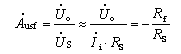 Ȧusf = U̇o / U̇S ≈ U̇o / (İi · RS) = − Rf / RS